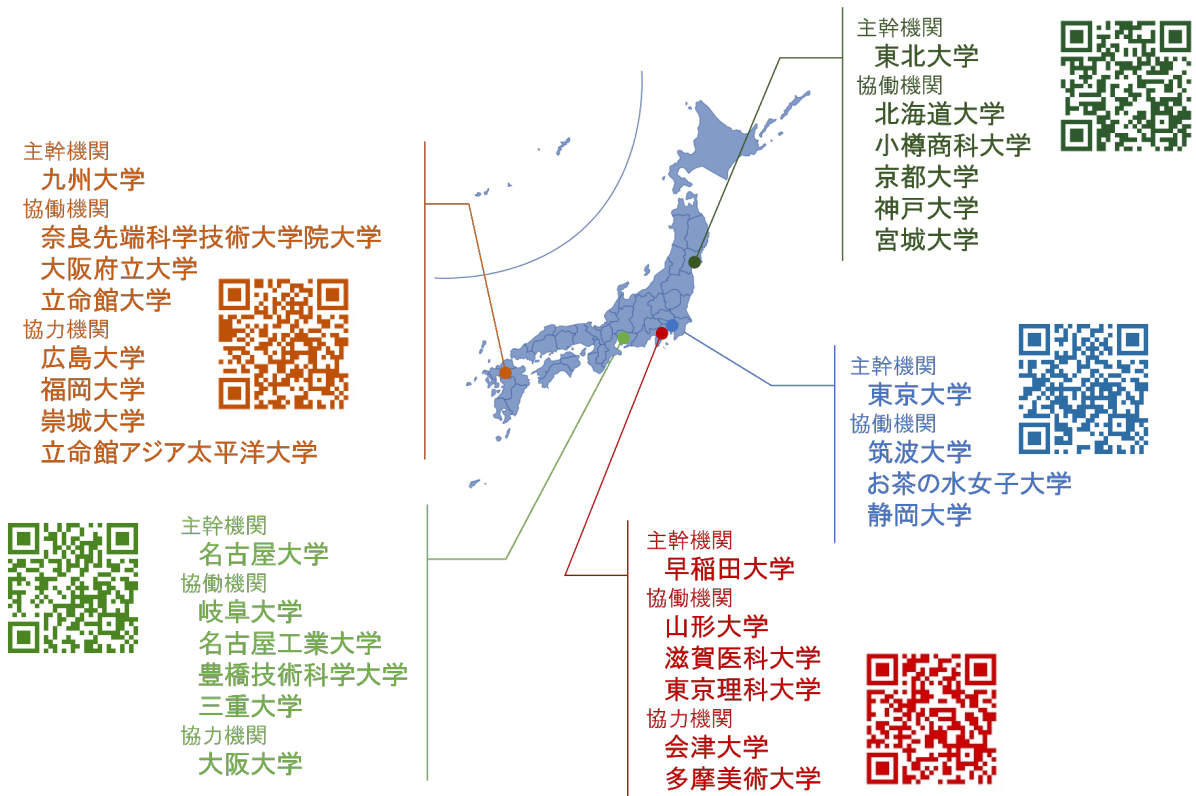 主幹機関
東北大学
協働機関
北海道大学
小樽商科大学
京都大学
神戸大学
宮城大学
主幹機関
九州大学
協働機関
奈良先端科学技術大学院大学
大阪府立大学
立命館大学
協力機関
広島大学
福岡大学
崇城大学
立命館アジア太平洋大学
主幹機関
東京大学
協働機関
筑波大学
お茶の水女子大学
静岡大学
主幹機関
名古屋大学
協働機関
岐阜大学
名古屋工業大学
豊橋技術科学大学
三重大学
協力機関
大阪大学
主幹機関
早稲田大学
協働機関
山形大学
滋賀医科大学
東京理科大学
協力機関
会津大学
多摩美術大学